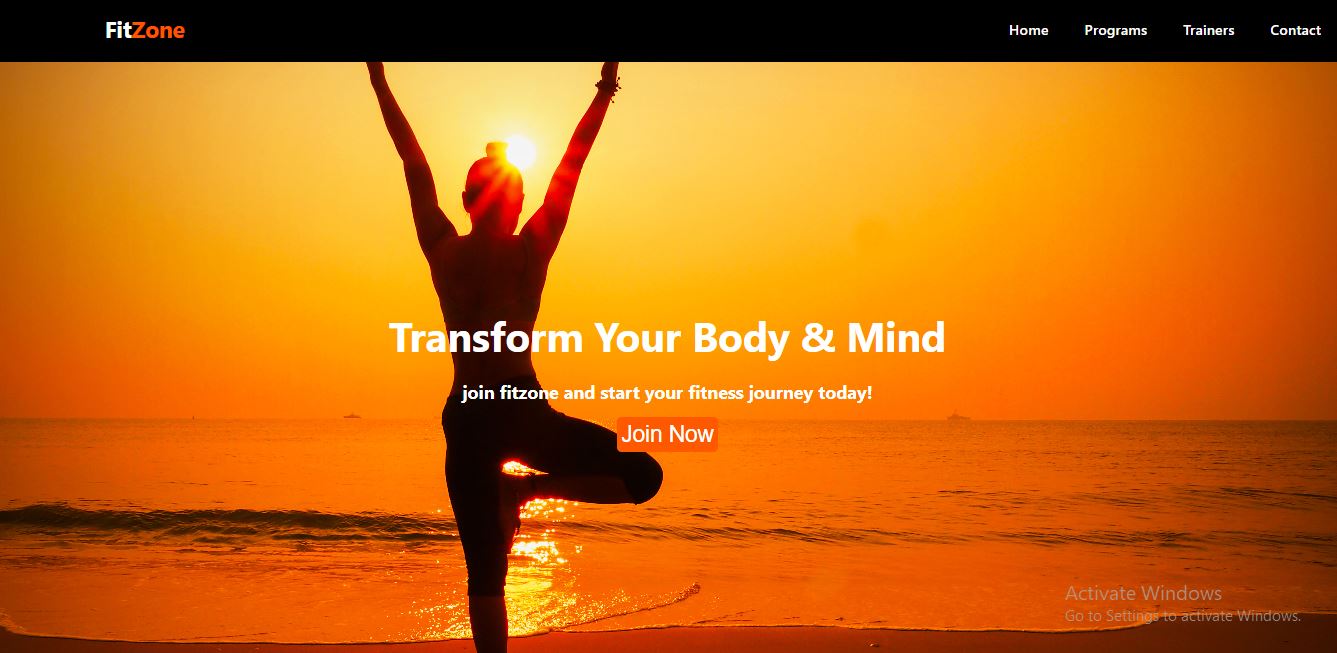 FitZone
Home Programs Trainers Contact
Transform Your Body & Mind
join fitzone and start your fitness journey today!
Join Now
Activate Windows
Go to Settings to activate Windows.